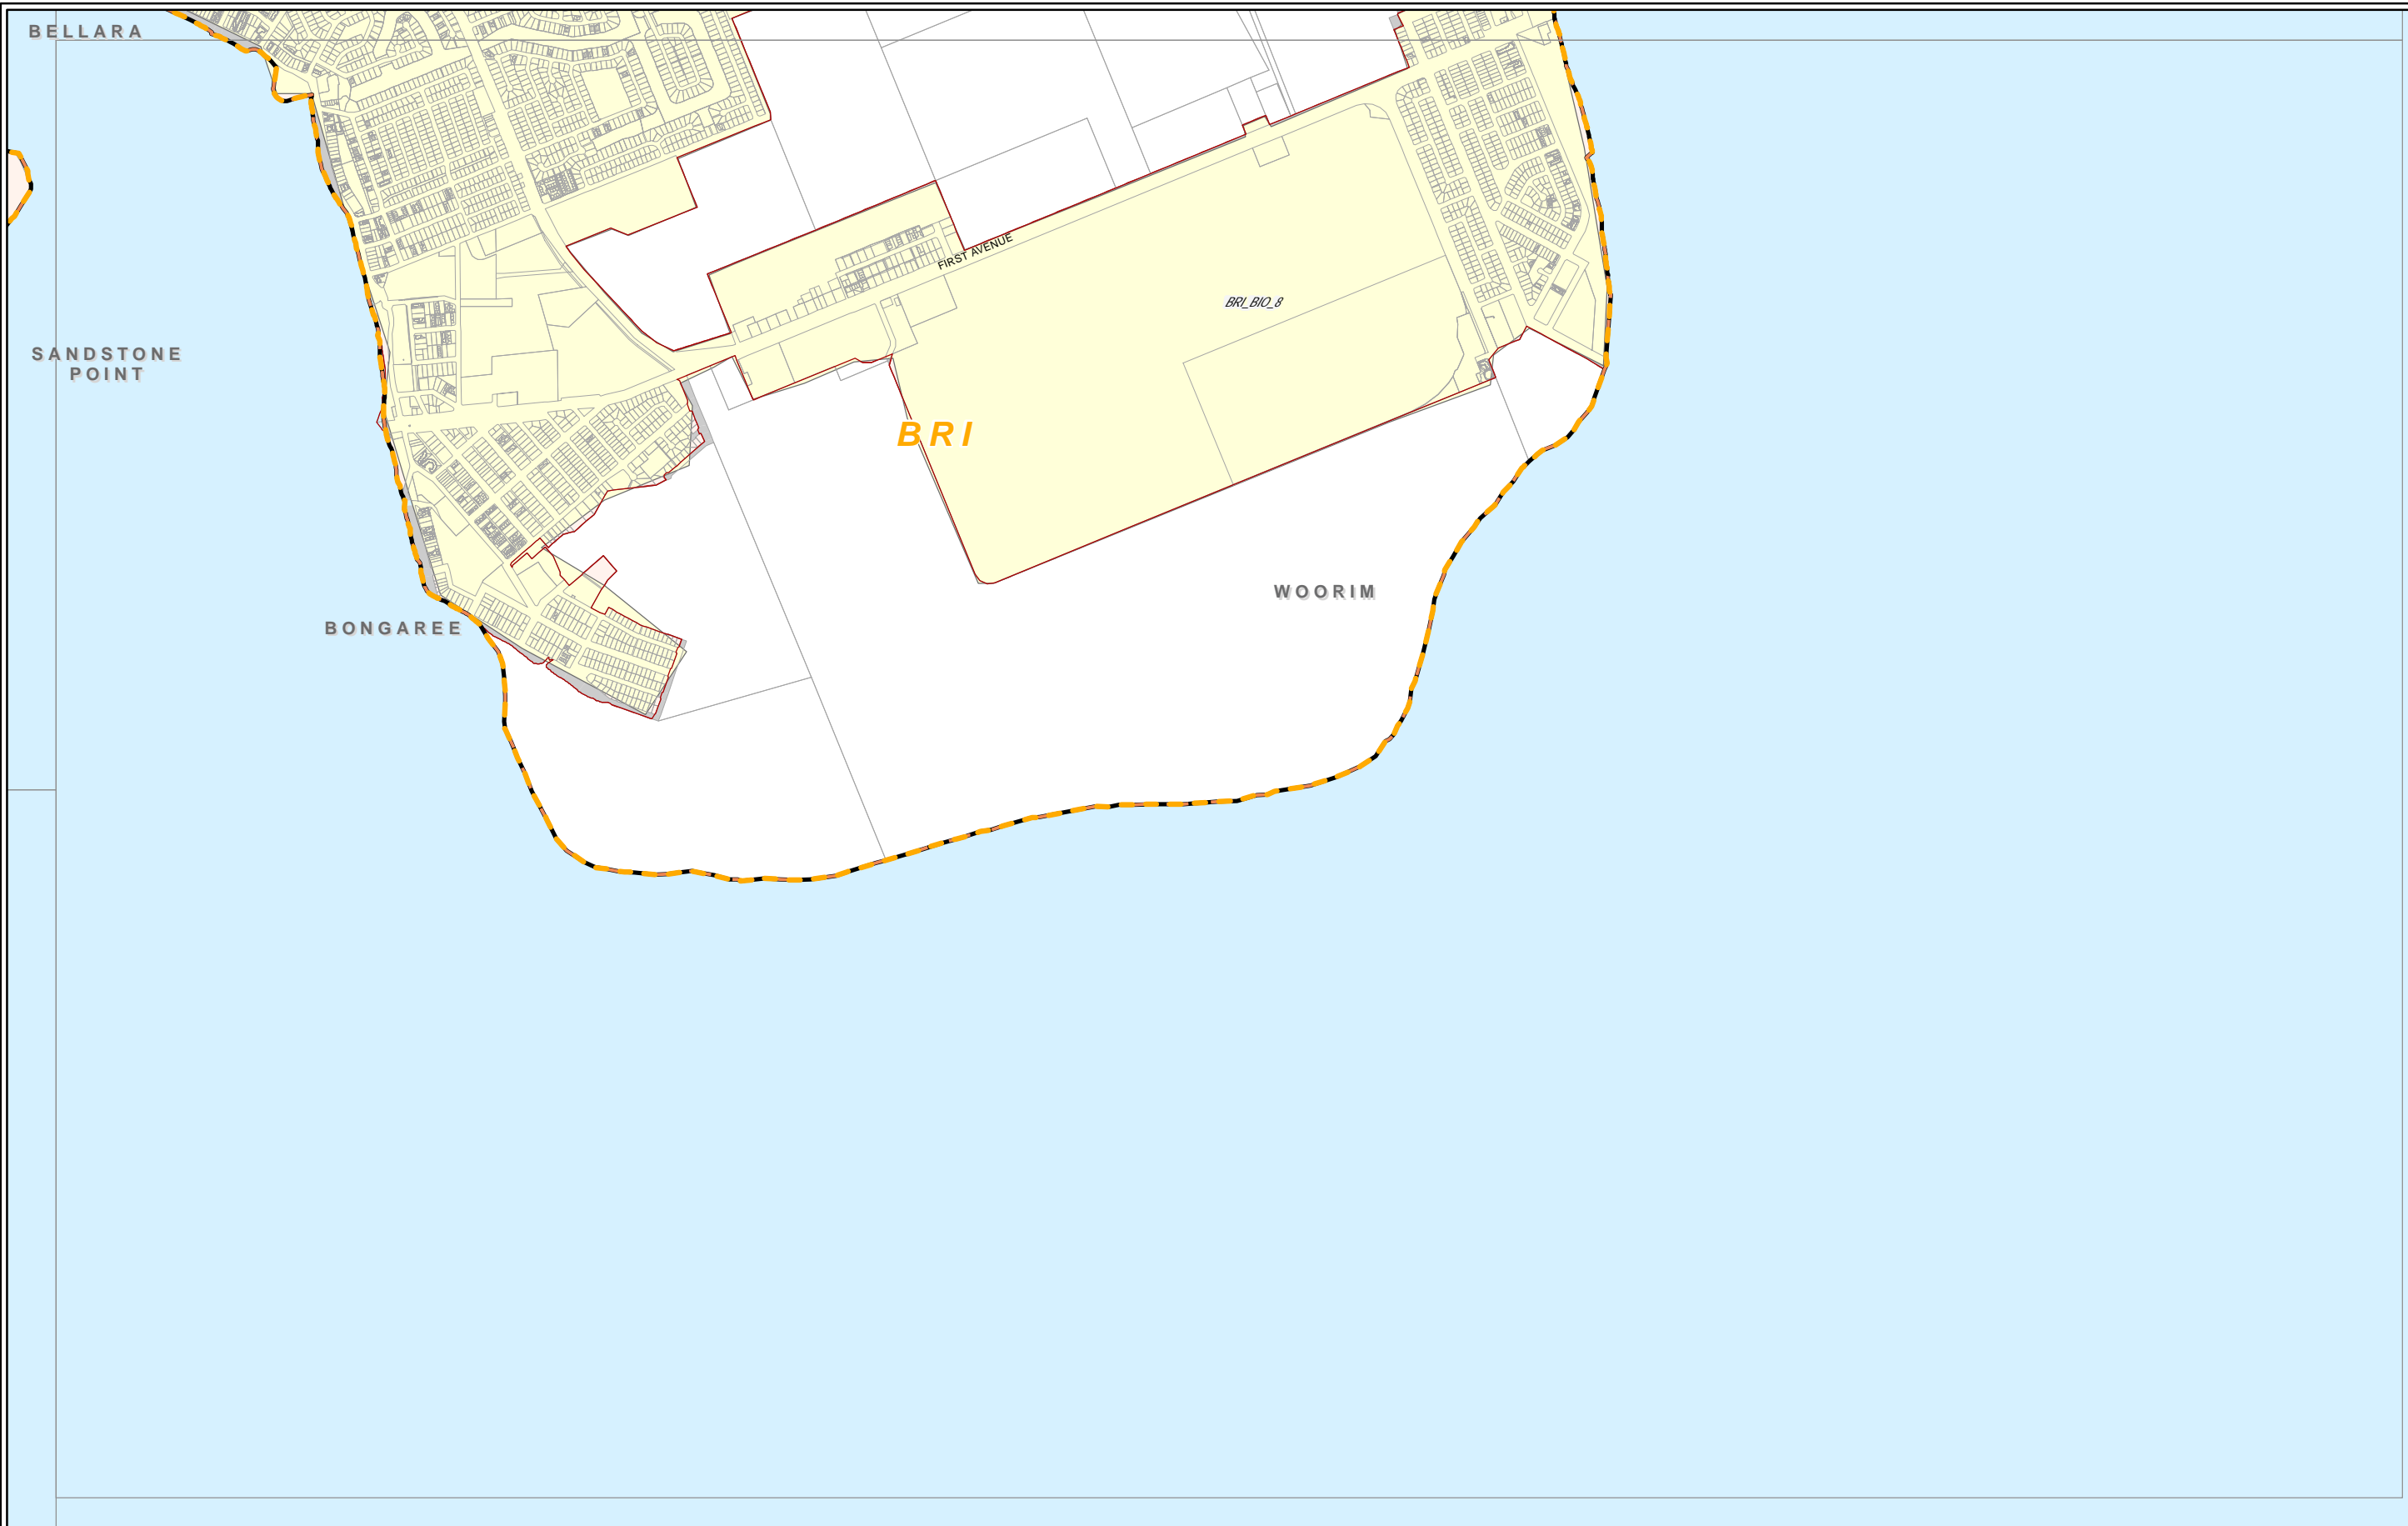 BELLARA
FIRST AVENUE
BRI_BIO_8
SANDSTONE
POINT
BRI
WOORIM
BONGAREE